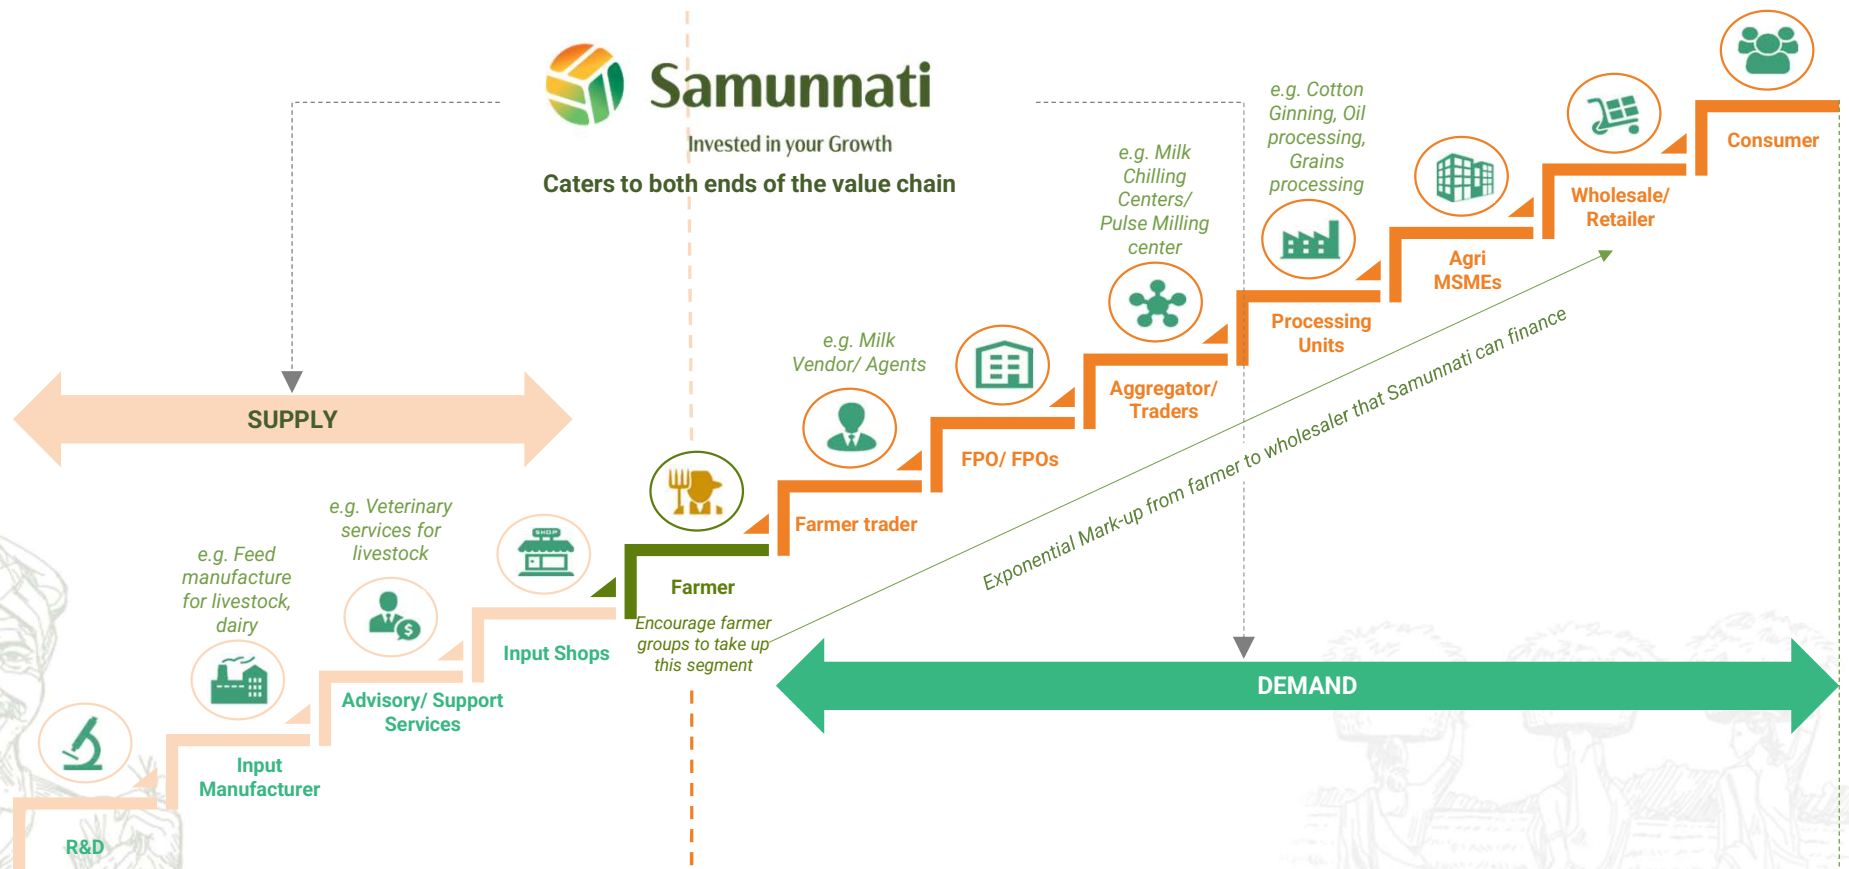 Samunnati
Invested in your Growth
Caters to both ends of the value chain
SUPPLY
R&D
e.g. Feed
manufacture
for livestock,
dairy
Input
Manufacturer
e.g. Veterinary
services for
livestock
Advisory/ Support
Services
SHOP
Input Shops
Farmer
Encourage farmer
groups to take up
this segment
e.g. Milk
Vendor/ Agents
Farmer trader
FPO/ FPOs
e.g. Milk
Chilling
Centers/
Pulse Milling
center
Aggregator/
Traders
e.g. Cotton
Ginning, Oil
processing,
Grains
processing
Processing
Units
Agri
MSMEs
Wholesale/
Retailer
Consumer
Exponential Mark-up from farmer to wholesaler that Samunnati can finance
DEMAND
$